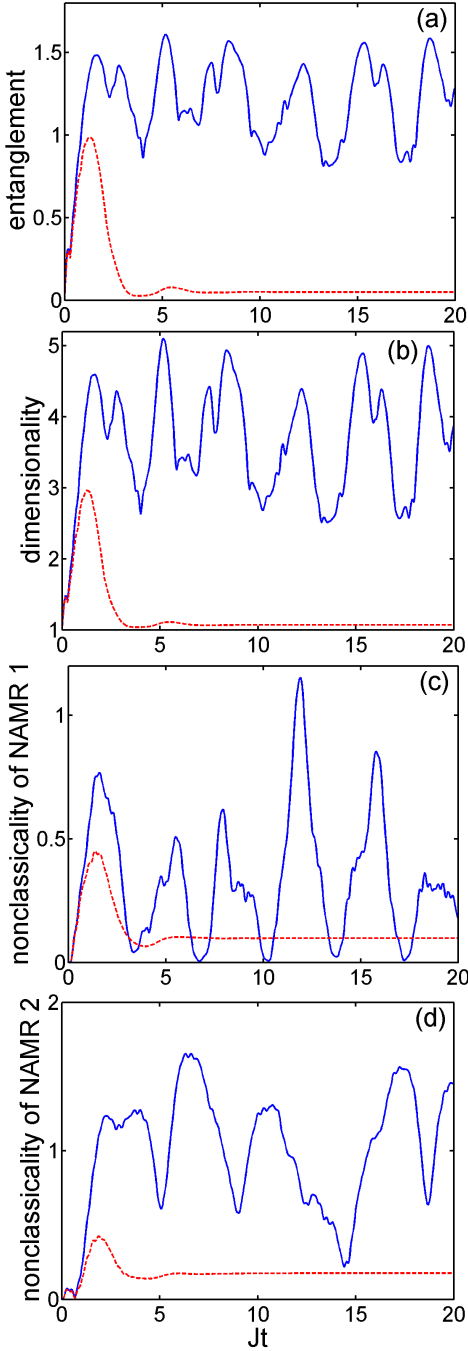 (a)
entanglement
1.5
1
0.5
0
0 5 10 15 20
(b)
dimensionality
5
4
3
2
1
0 5 10 15 20
(c)
nonclassicality of NAMR 1
1
0.5
0
0 5 10 15 20
(d)
nonclassicality of NAMR 2
2
1
0
0 5 10 15 20
Jt